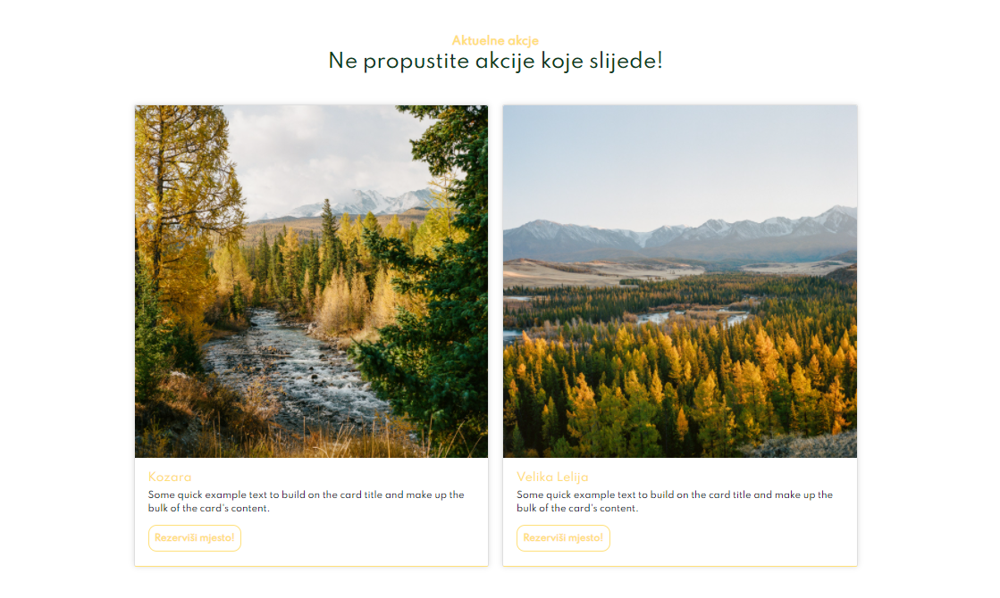 Aktuelne akcje
Ne propustite akcije koje slijede!
Kozara
Some quick example text to build on the card title and make up the
bulk of the card's content.
Rezerviši mjesto!
Velika Lelija
Some quick example text to build on the card title and make up the
bulk of the card's content.
Rezerviši mjesto!